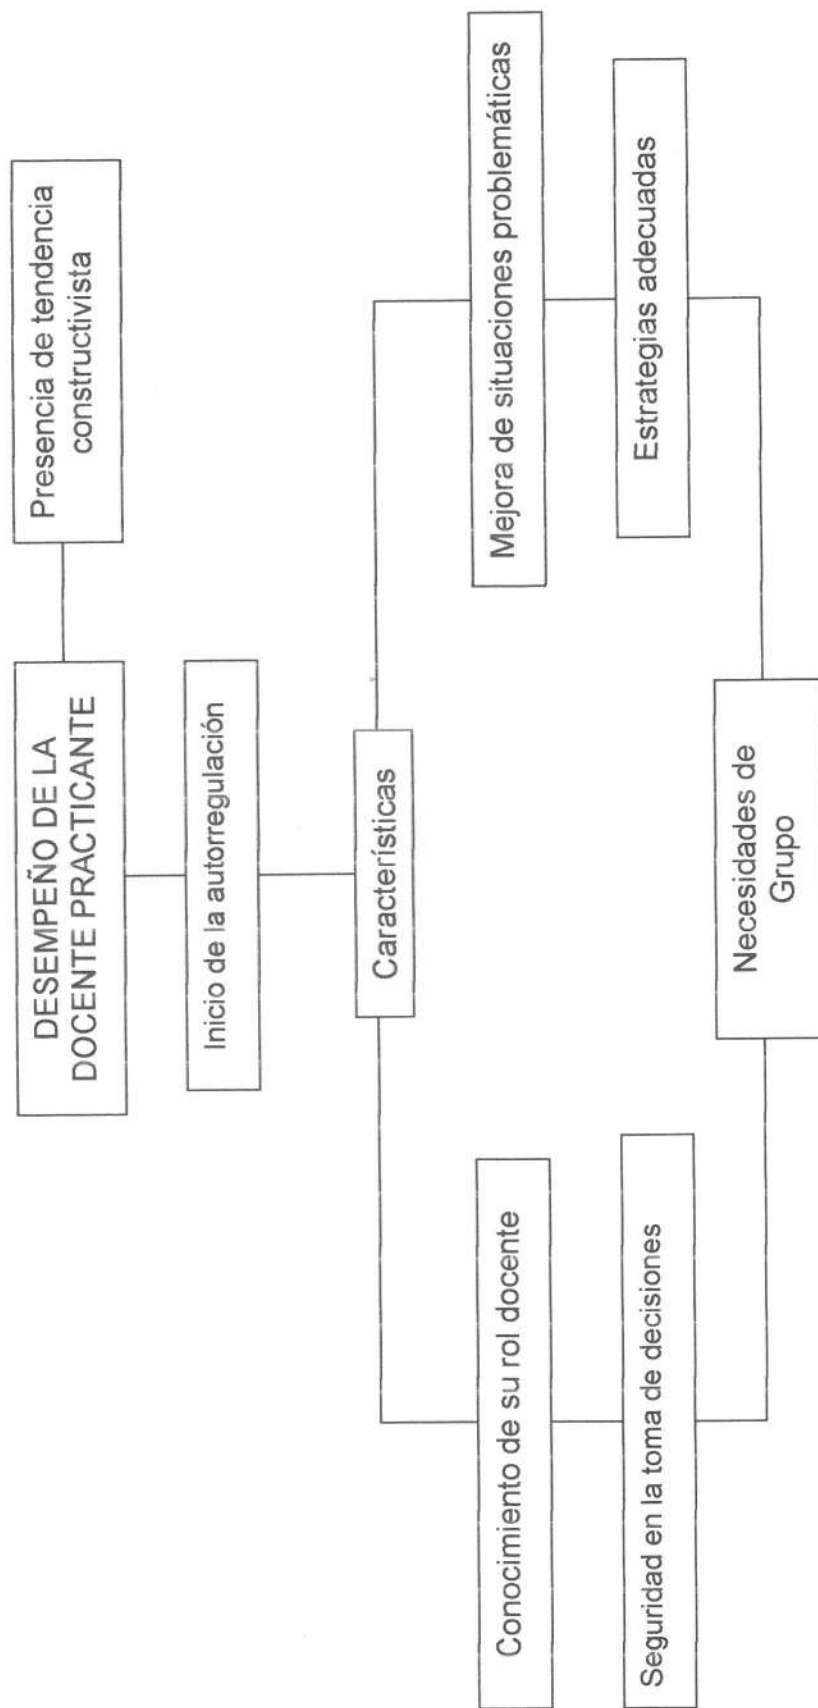 DESEMPEÑO DE LA
DOCENTE PRACTICANTE
Presencia de tendencia
constructivista
Inicio de la autorregulación
Características
Conocimiento de su rol docente
Mejora de situaciones problemáticas
Seguridad en la toma de decisiones
Estrategias adecuadas
Necesidades de
Grupo